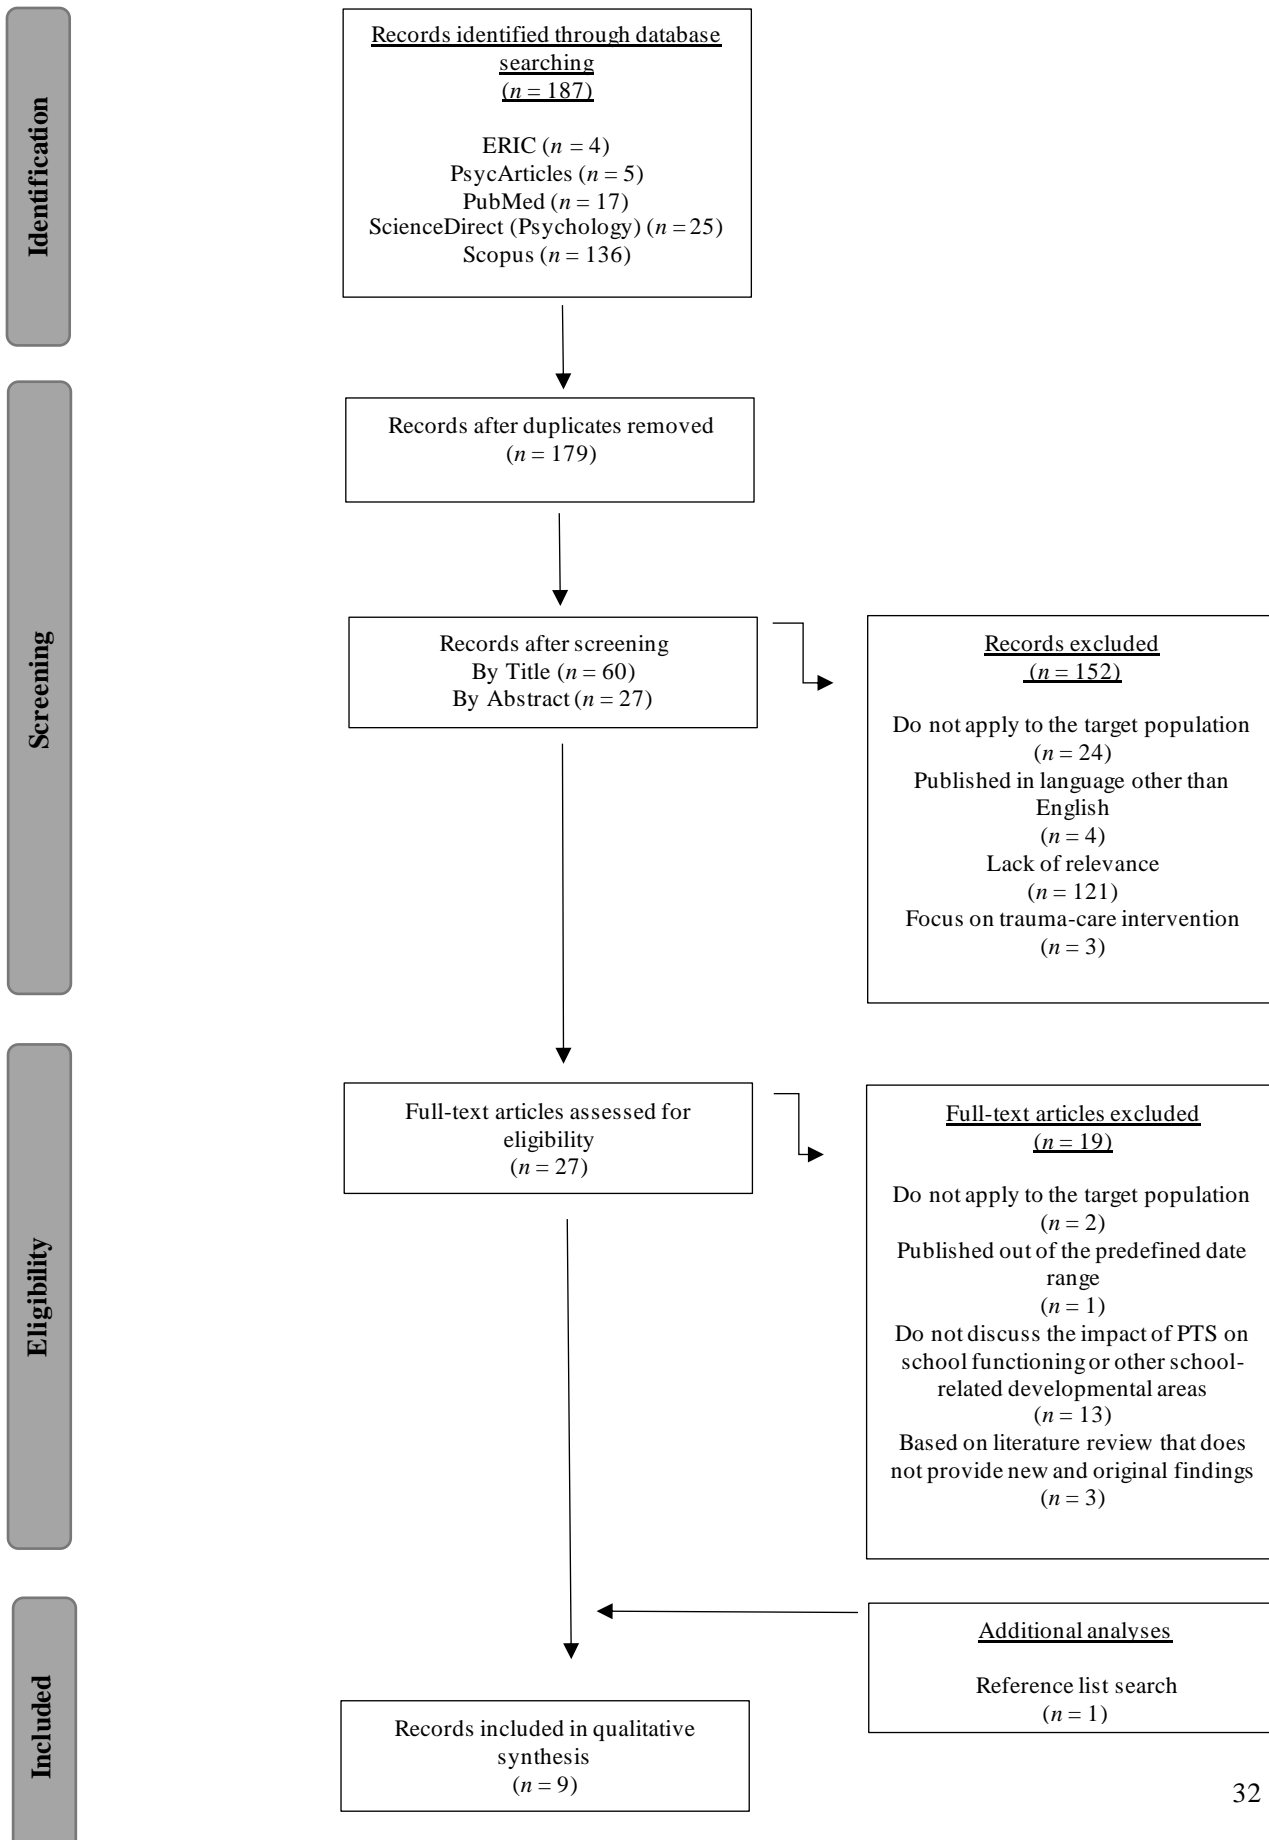 Identification
Records identified through database
searching
(n = 187)
ERIC (n = 4)
PsycArticles (n = 5)
PubMed (n = 17)
ScienceDirect (Psychology) (n = 25)
Scopus (n = 136)
Screening
Records after duplicates removed
(n = 179)
Records after screening
By Title (n = 60)
By Abstract (n = 27)
Records excluded
(n = 152)
Do not apply to the target population
(n = 24)
Published in language other than
English
(n = 4)
Lack of relevance
(n = 121)
Focus on trauma-care intervention
(n = 3)
Eligibility
Full-text articles assessed for
eligibility
(n = 27)
Full-text articles excluded
(n = 19)
Do not apply to the target population
(n = 2)
Published out of the predefined date
range
(n = 1)
Do not discuss the impact of PTS on
school functioning or other school-
related developmental areas
(n = 13)
Based on literature review that does
not provide new and original findings
(n = 3)
Included
Additional analyses
Reference list search
(n = 1)
Records included in qualitative
synthesis
(n = 9)
32